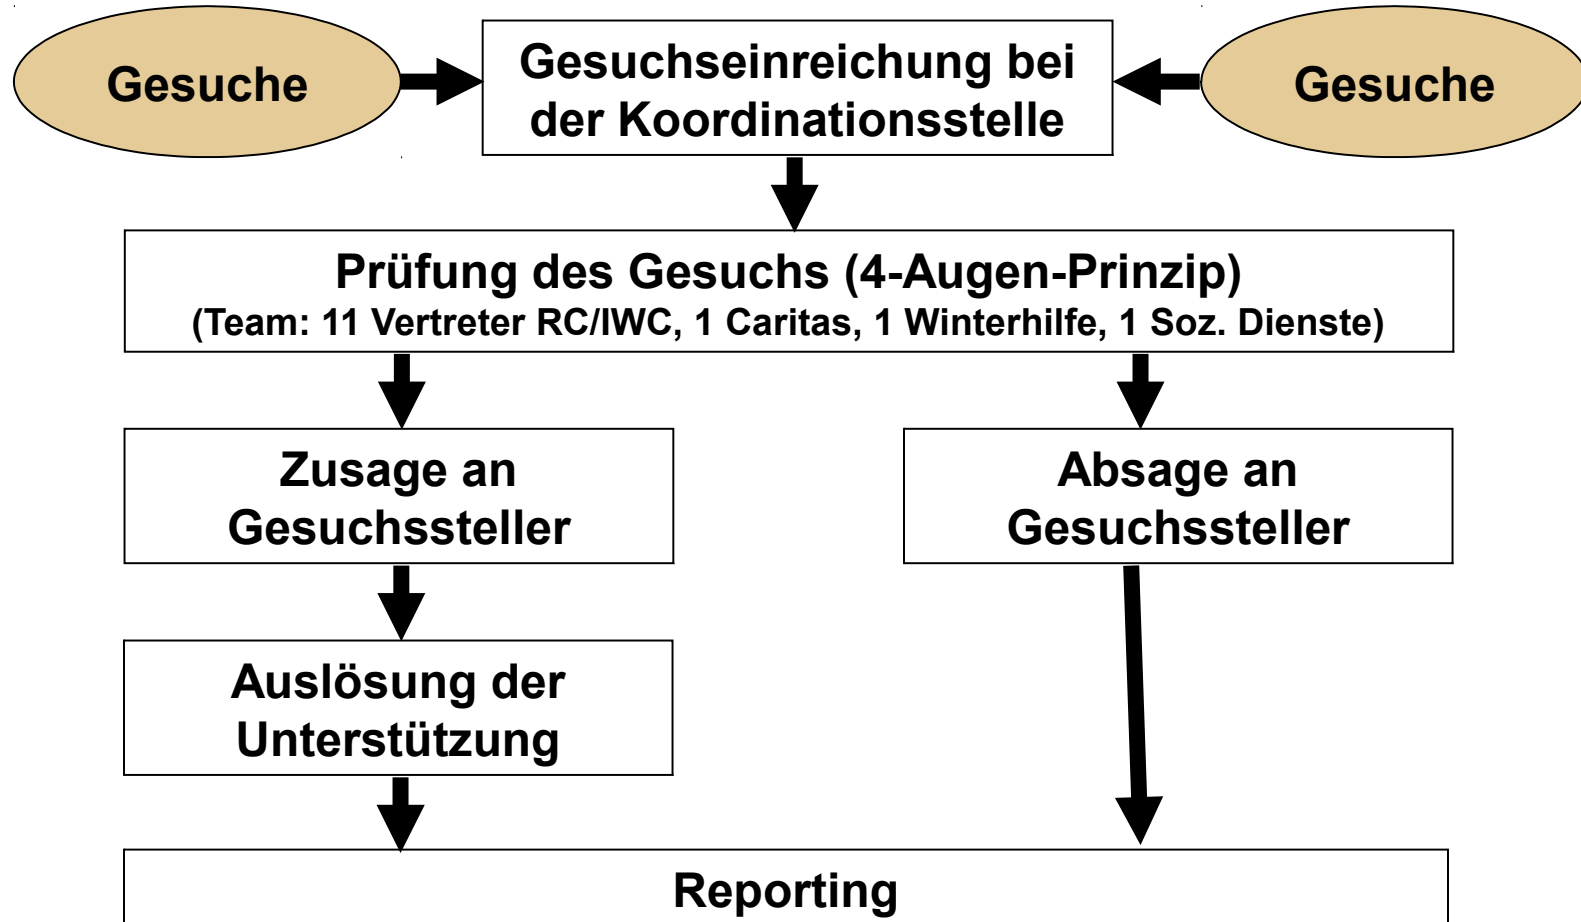 Gesuche
Gesuchseinreichung bei
der Koordinationsstelle
Gesuche
Prüfung des Gesuchs (4-Augen-Prinzip)
(Team: 11 Vertreter RC/IWC, 1 Caritas, 1 Winterhilfe, 1 Soz. Dienste)
Zusage an
Gesuchssteller
Absage an
Gesuchssteller
Auslösung der
Unterstützung
Reporting